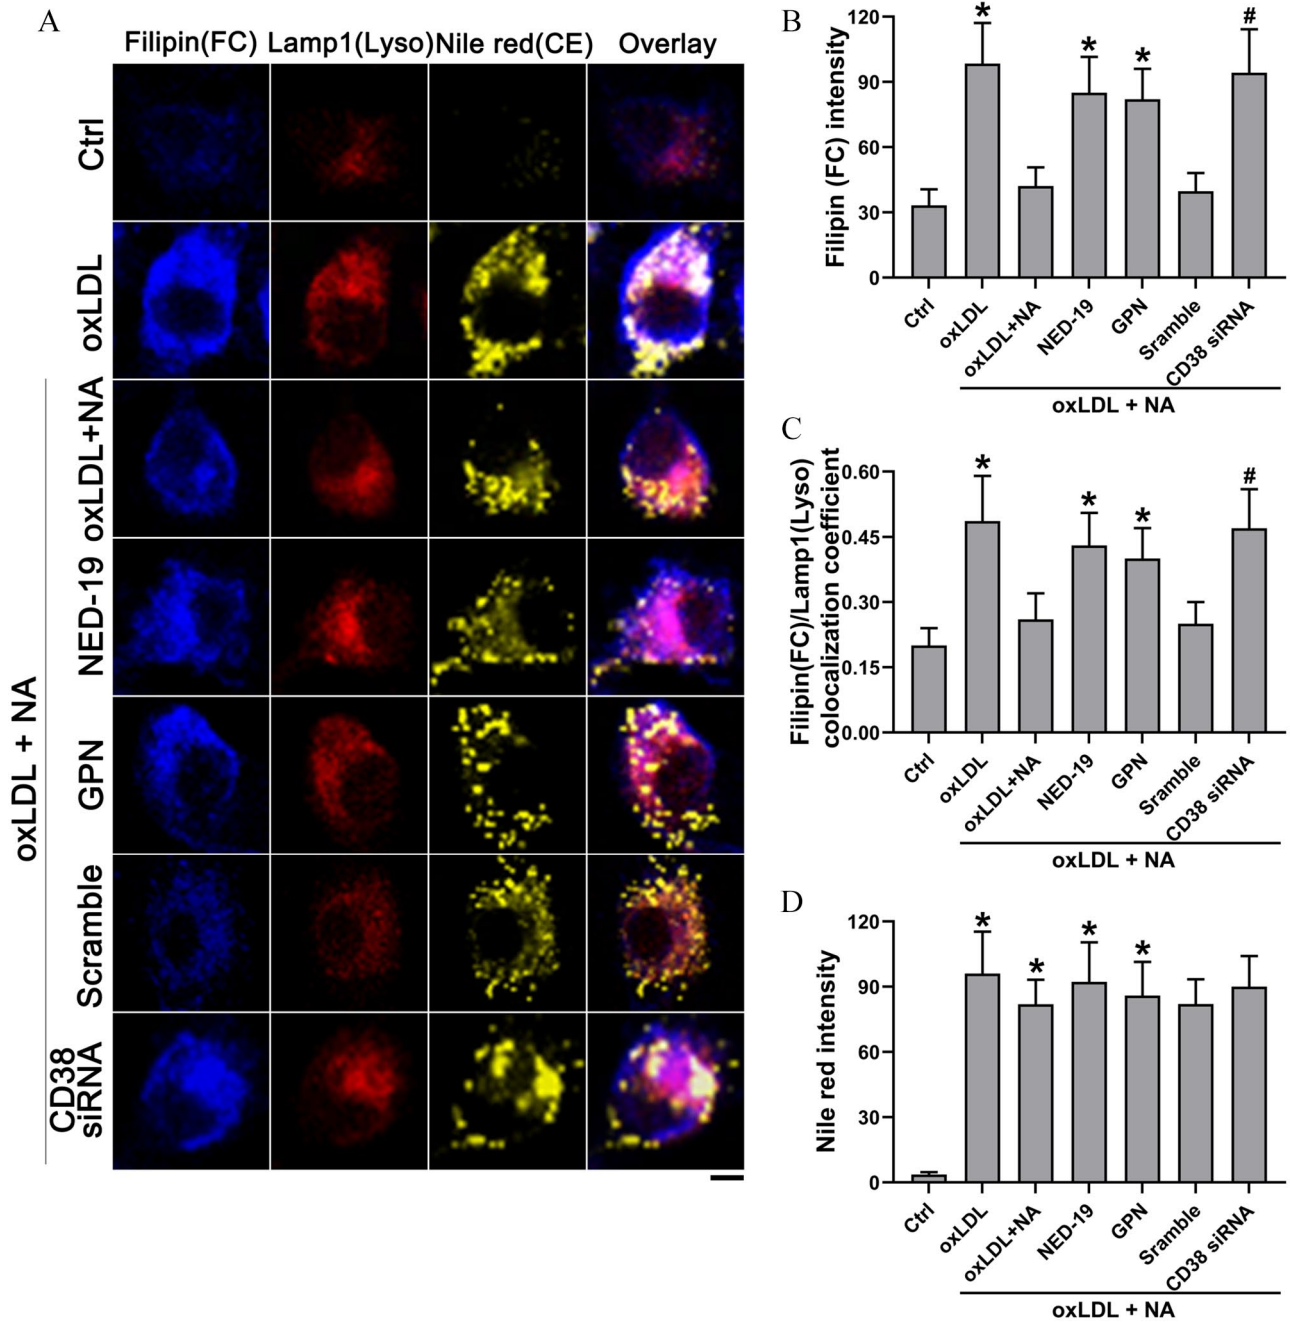 A
Filipin(FC) Lamp1(Lyso) Nile red(CE) Overlay
Ctrl
oxLDL
oxLDL+NA
NED-19
GPN
Scramble
CD38
siRNA
oxLDL + NA
B
Filipin (FC) intensity
120
90
60
30
0
*
*
*
#
Ctrl
oxLDL
oxLDL+NA
NED-19
GPN
Sramble
CD38 siRNA
oxLDL + NA
C
Filipin(FC)/Lamp1(Lyso)
colocalization coefficient
0.60
0.45
0.30
0.15
0.00
*
*
*
#
Ctrl
oxLDL
oxLDL+NA
NED-19
GPN
Sramble
CD38 siRNA
oxLDL + NA
D
Nile red intensity
120
90
60
30
0
*
*
*
*
Ctrl
oxLDL
oxLDL+NA
NED-19
GPN
Sramble
CD38 siRNA
oxLDL + NA